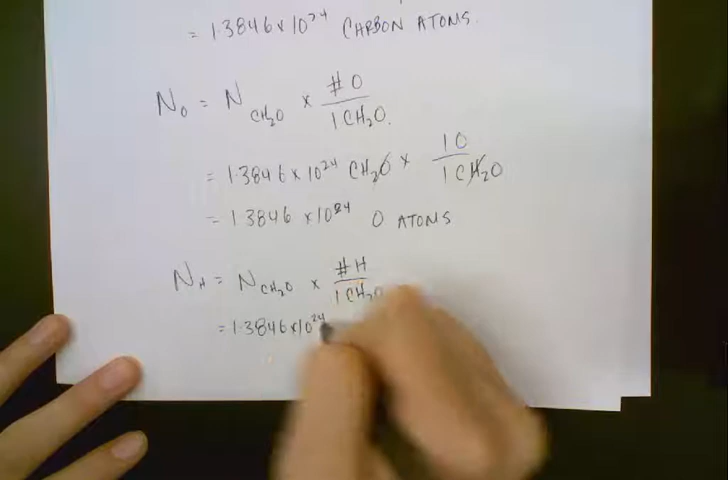 = 1.3846 x 10^24 CARBON ATOMS.
N_O = N_CH₂O x #O / 1 CH₂O.
= 1.3846 x 10^24 CH₂O x 1O / 1 CH₂O
= 1.3846 x 10^24 O ATOMS
N_H = N_CH₂O x #H / 1 CH₂O
= 1.3846 x 10^24